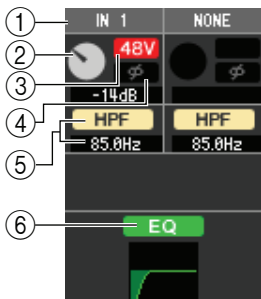 ① IN 1 NONE
② 48V
③
④ ø ø
-14dB
⑤ HPF HPF
85.0Hz 85.0Hz
⑥ EQ